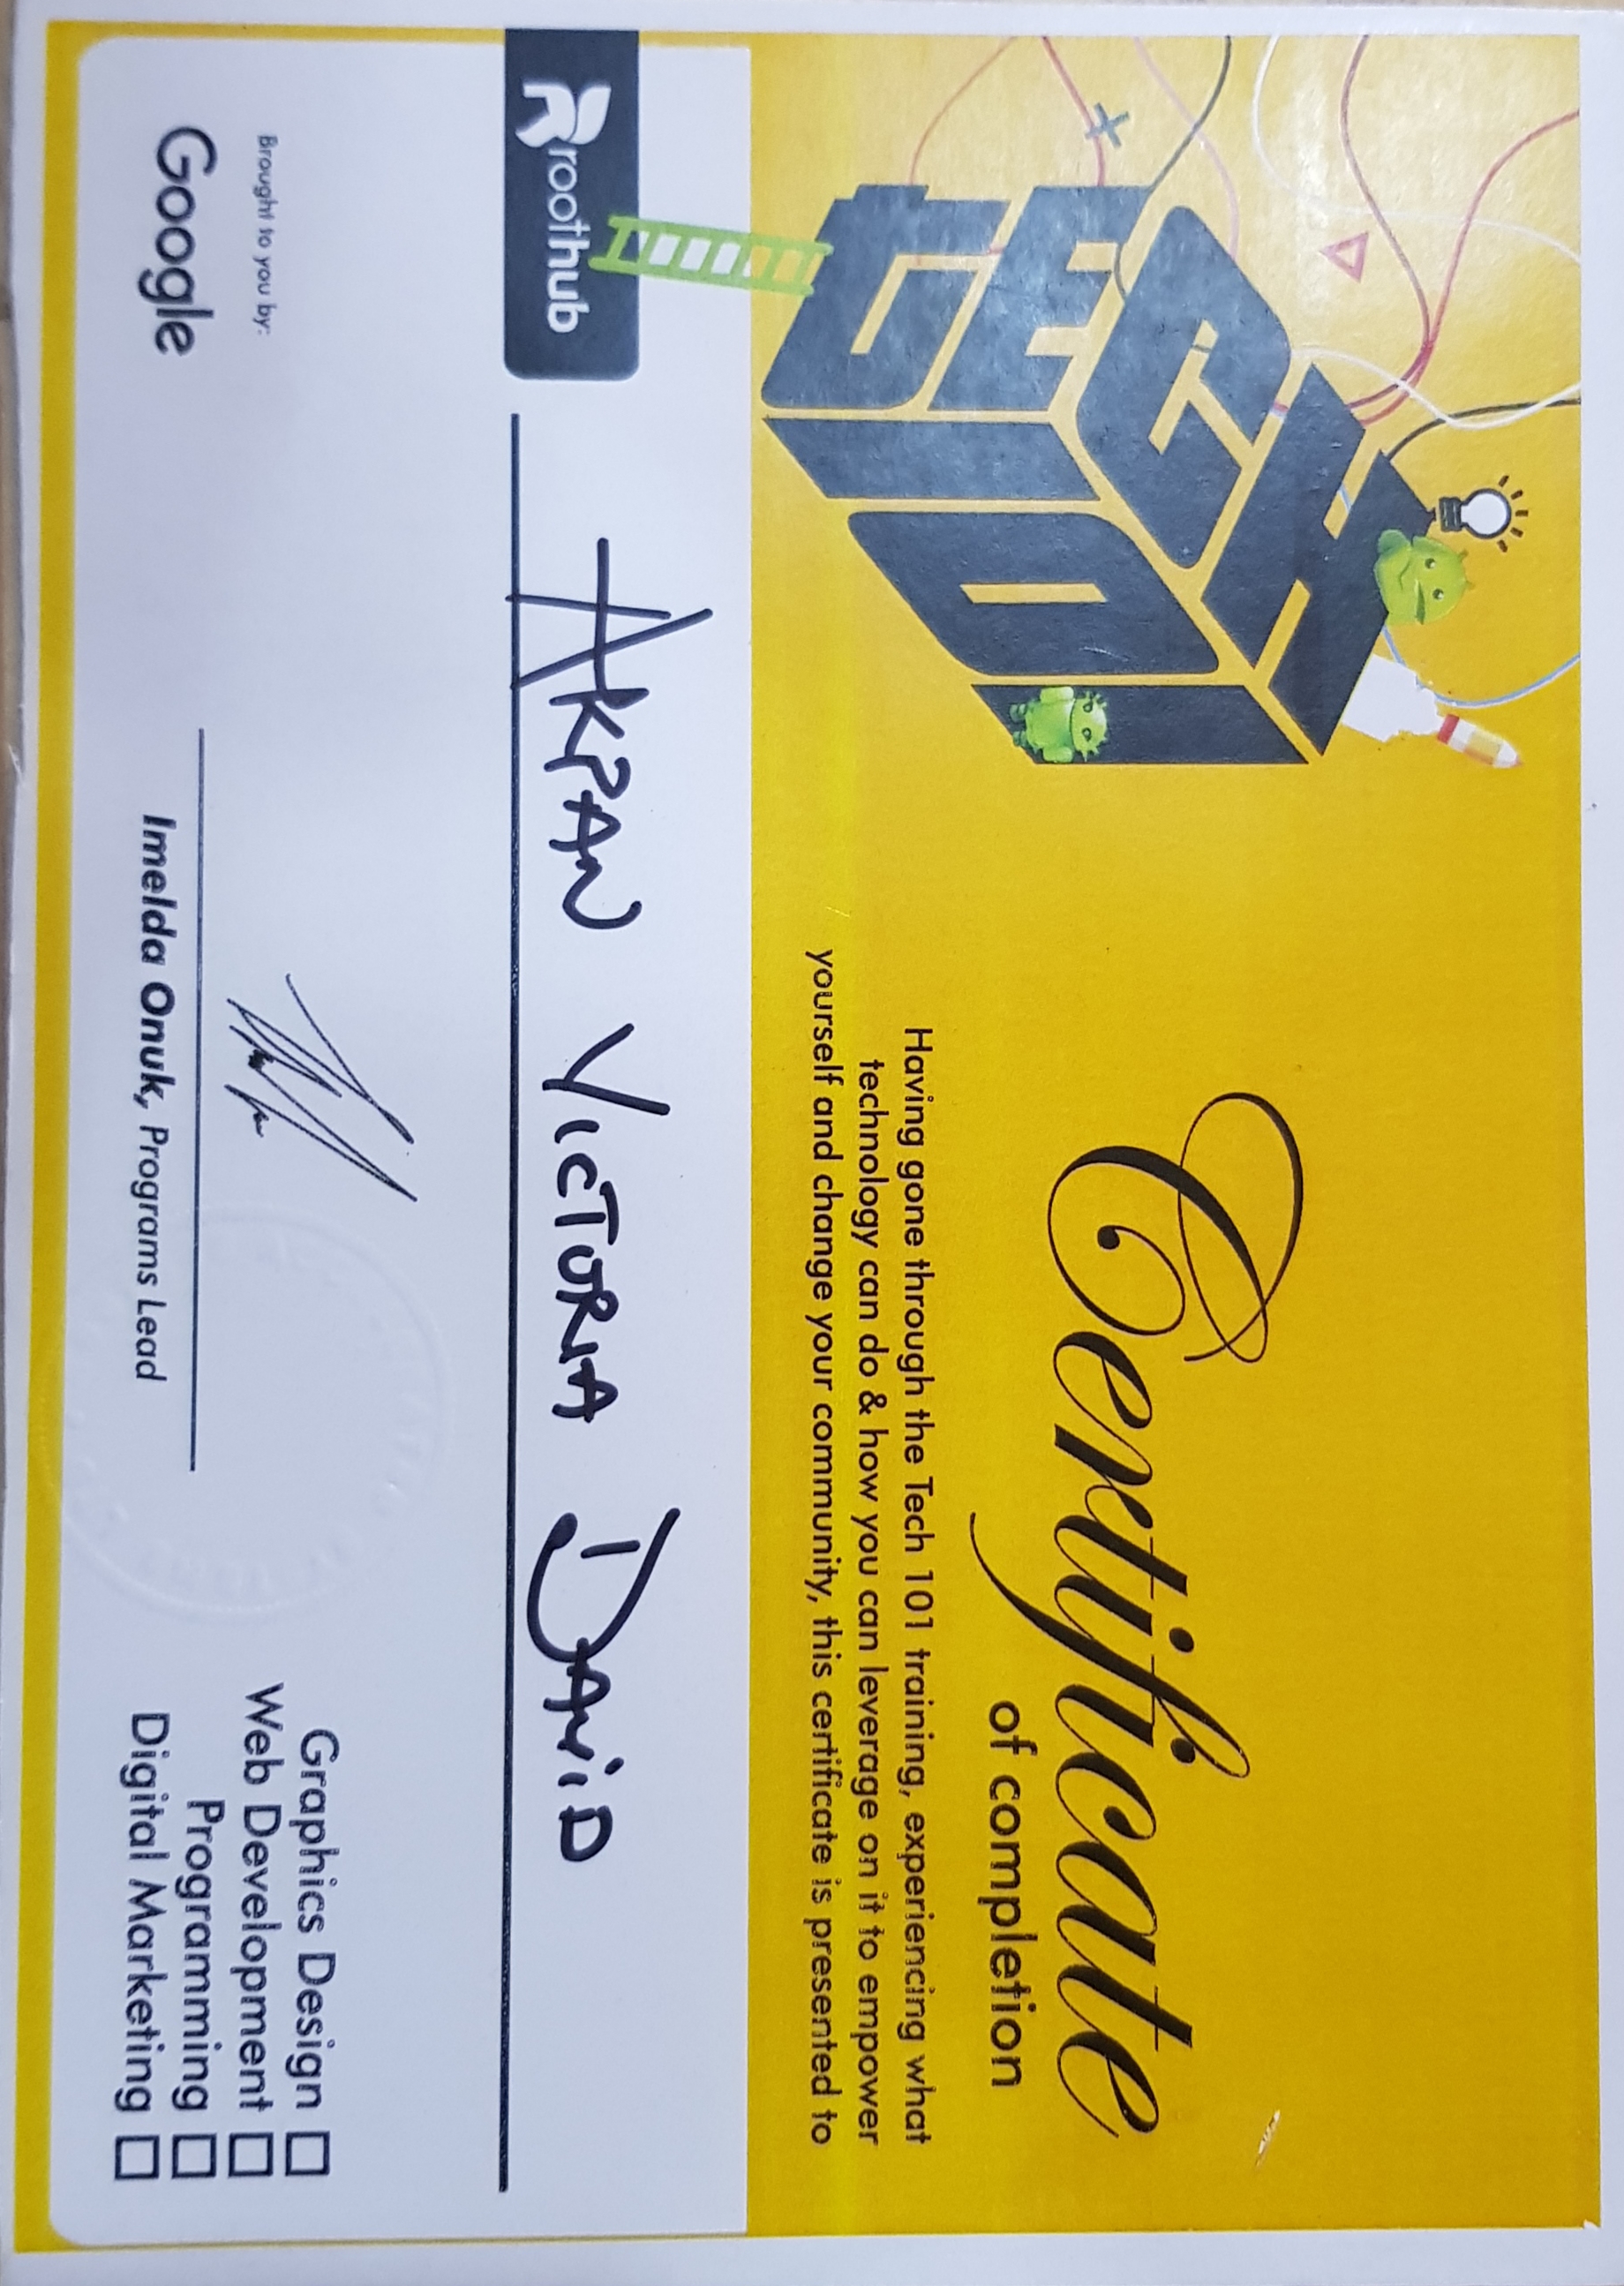 TECH
101
Certificate
of completion
Having gone through the Tech 101 training, experiencing what
technology can do & how you can leverage on it to empower
yourself and change your community, this certificate is presented to
roothub
AKPAN VICTORIA DAViD
Brought to you by:
Google
Imelda Onuk, Programs Lead
Graphics Design
Web Development
Programming
Digital Marketing